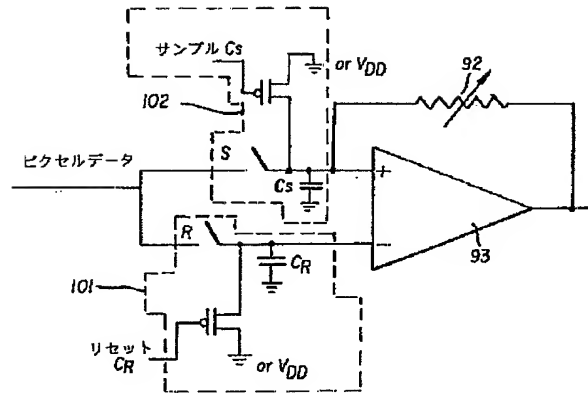 サンプル Cs
or VDD
92
102
ピクセルデータ
S
Cs
+
−
93
R
CR
101
リセット
CR
or VDD